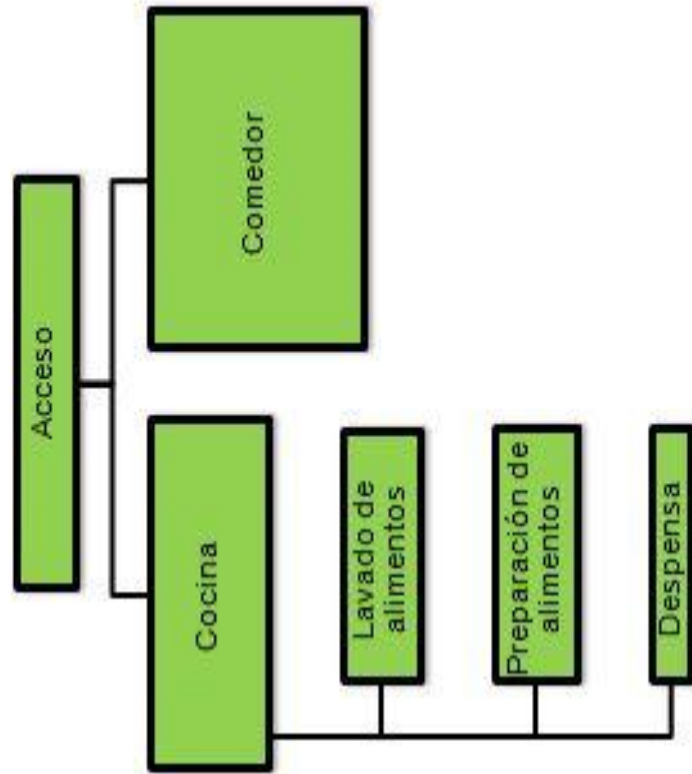 Acceso
Cocina
Comedor
Lavado de
alimentos
Preparación de
alimentos
Despensa